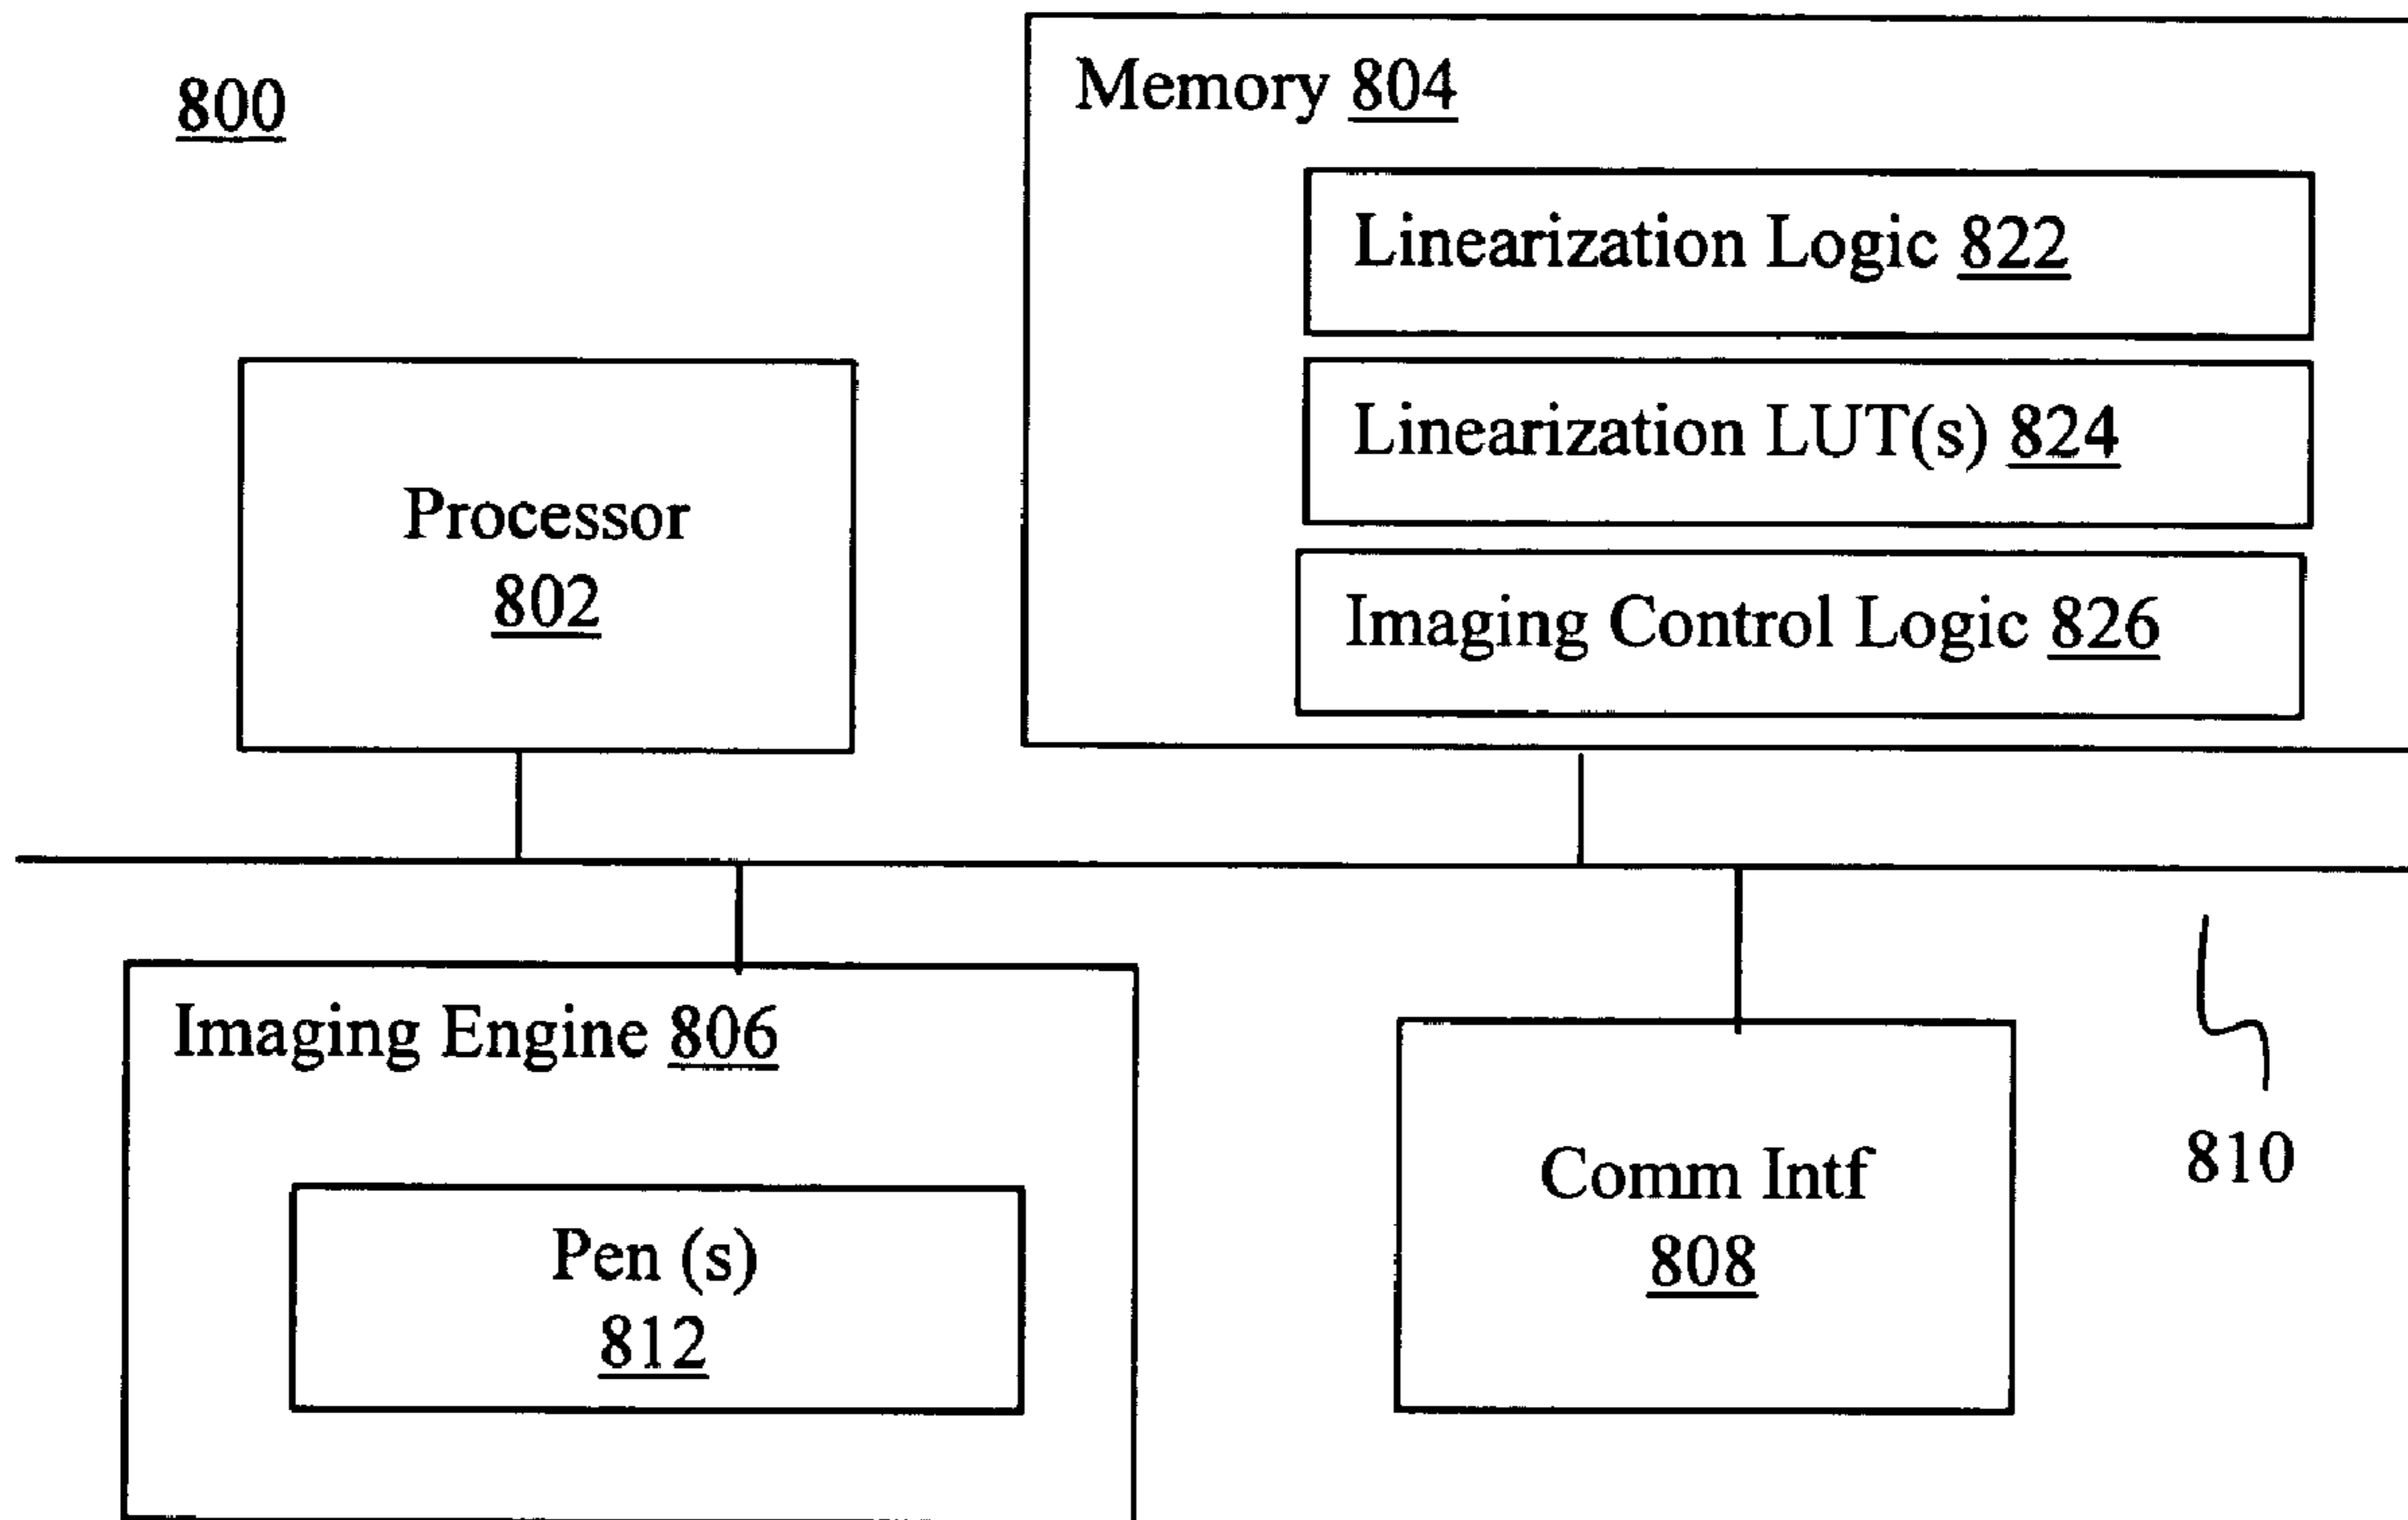 800
Memory 804
Linearization Logic 822
Linearization LUT(s) 824
Imaging Control Logic 826
Processor
802
Imaging Engine 806
Pen (s)
812
Comm Intf
808
810